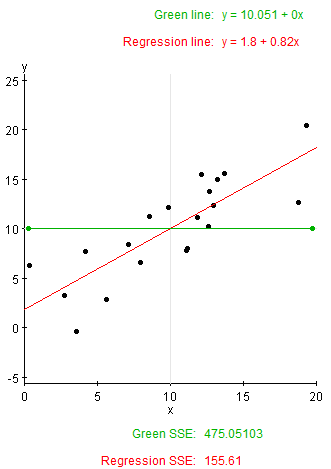 Green line: y = 10.051 + 0x
Regression line: y = 1.8 + 0.82x
y
25
20
15
10
5
0
-5
0 5 10 15 20
x
Green SSE: 475.05103
Regression SSE: 155.61